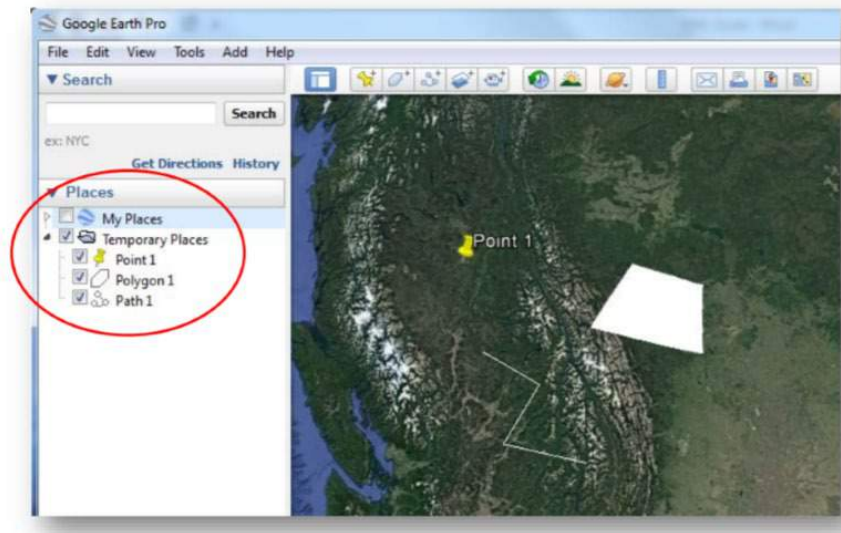 Google Earth Pro
File Edit View Tools Add Help
Search
Search
ex: NYC
Get Directions History
Places
My Places
Temporary Places
Point 1
Polygon 1
Path 1
Point 1